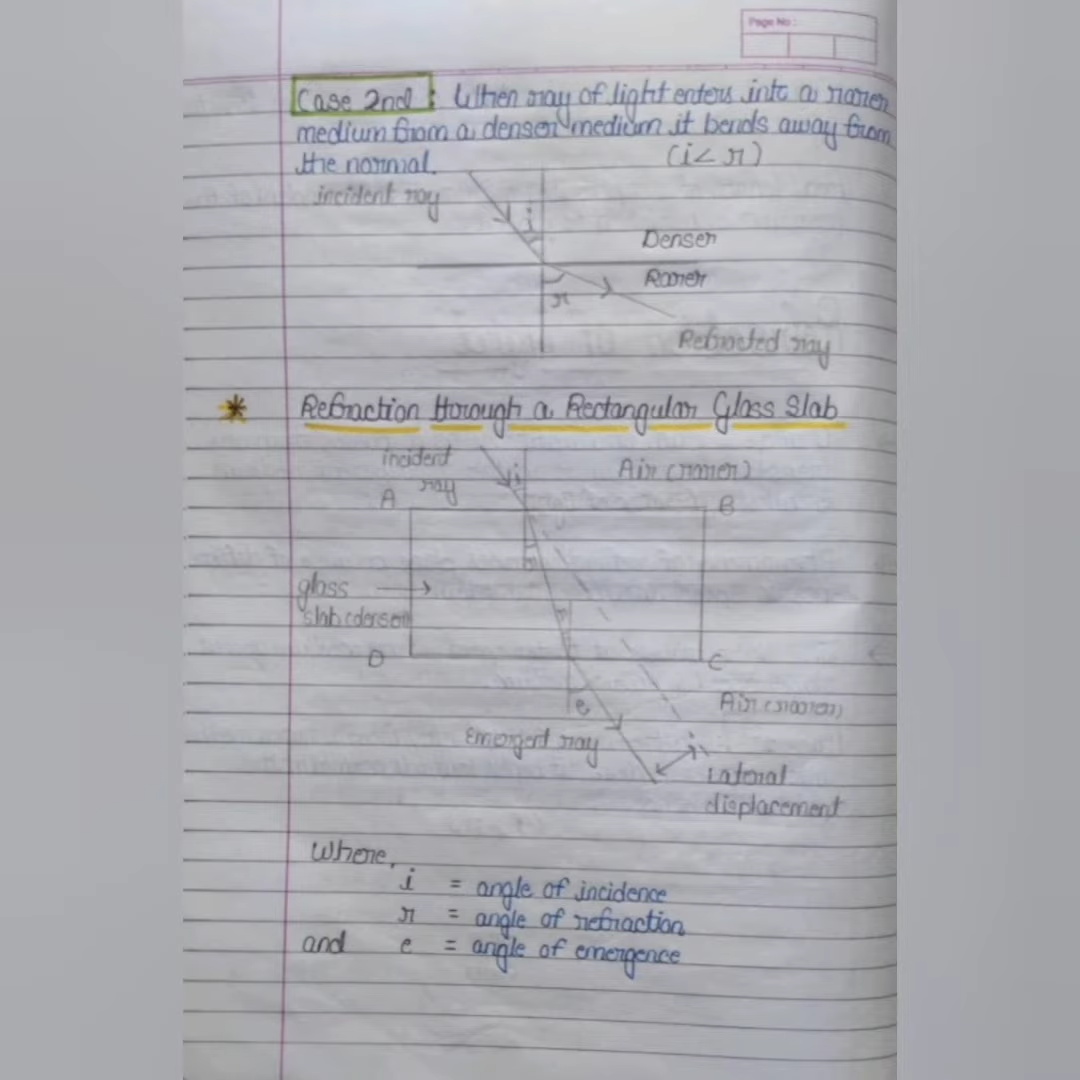 Page No :
Case 2nd : When ray of light enters into a rarer
medium from a denser medium it bends away from
the normal. (i< r)
incident ray
i
Denser
Rarer
r
Refracted ray
* Refraction through a Rectangular Glass Slab
incident
ray
i
Air (rarer)
A
B
r
glass
slab (denser)
r
D
C
e
Air (rarer)
Emergent ray
Lateral
displacement
Where,
i = angle of incidence
r = angle of refraction
and e = angle of emergence